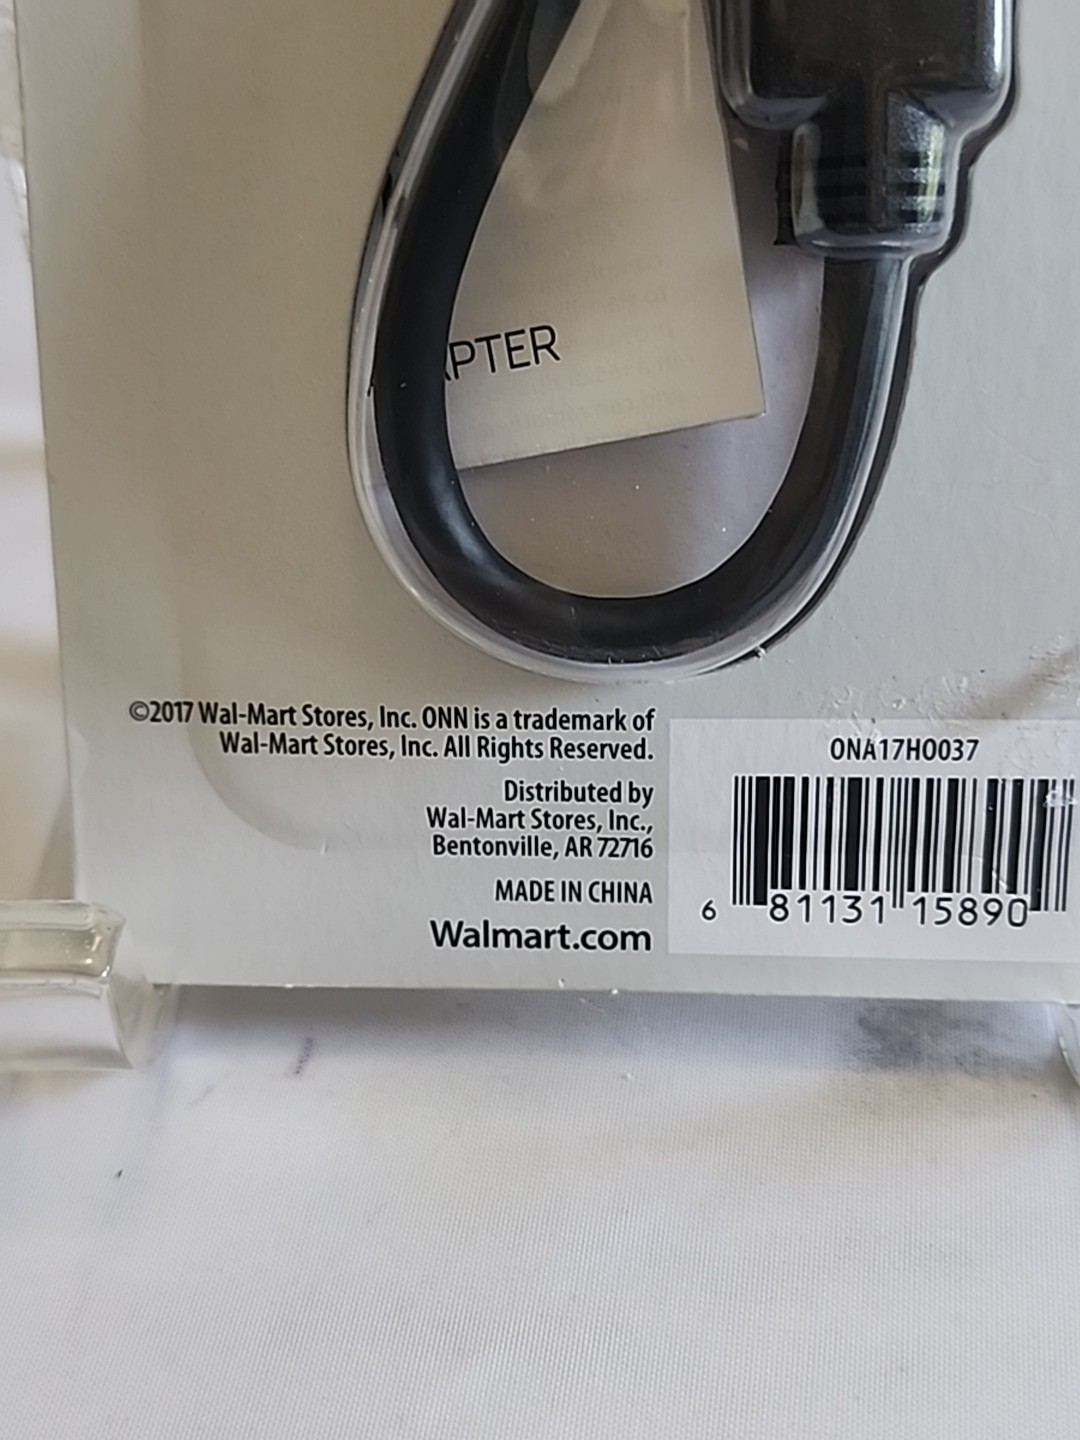 PTER
©2017 Wal-Mart Stores, Inc. ONN is a trademark of
Wal-Mart Stores, Inc. All Rights Reserved.
Distributed by
Wal-Mart Stores, Inc.,
Bentonville, AR 72716
MADE IN CHINA
Walmart.com
ONA17HO037
6 81131 15890